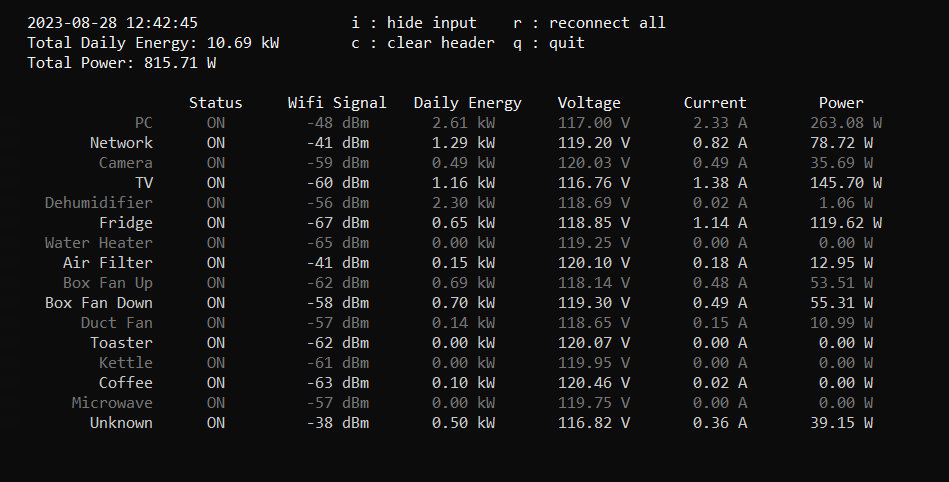 2023-08-28 12:42:45 i : hide input r : reconnect all
Total Daily Energy: 10.69 kW c : clear header q : quit
Total Power: 815.71 W
Status Wifi Signal Daily Energy Voltage Current Power
PC ON -48 dBm 2.61 kW 117.00 V 2.33 A 263.08 W
Network ON -41 dBm 1.29 kW 119.20 V 0.82 A 78.72 W
Camera ON -59 dBm 0.49 kW 120.03 V 0.49 A 35.69 W
TV ON -60 dBm 1.16 kW 116.76 V 1.38 A 145.70 W
Dehumidifier ON -56 dBm 2.30 kW 118.69 V 0.02 A 1.06 W
Fridge ON -67 dBm 0.65 kW 118.85 V 1.14 A 119.62 W
Water Heater ON -65 dBm 0.00 kW 119.25 V 0.00 A 0.00 W
Air Filter ON -41 dBm 0.15 kW 120.10 V 0.18 A 12.95 W
Box Fan Up ON -62 dBm 0.69 kW 118.14 V 0.48 A 53.51 W
Box Fan Down ON -58 dBm 0.70 kW 119.30 V 0.49 A 55.31 W
Duct Fan ON -57 dBm 0.14 kW 118.65 V 0.15 A 10.99 W
Toaster ON -62 dBm 0.00 kW 120.07 V 0.00 A 0.00 W
Kettle ON -61 dBm 0.00 kW 119.95 V 0.00 A 0.00 W
Coffee ON -63 dBm 0.10 kW 120.46 V 0.02 A 0.00 W
Microwave ON -57 dBm 0.00 kW 119.75 V 0.00 A 0.00 W
Unknown ON -38 dBm 0.50 kW 116.82 V 0.36 A 39.15 W